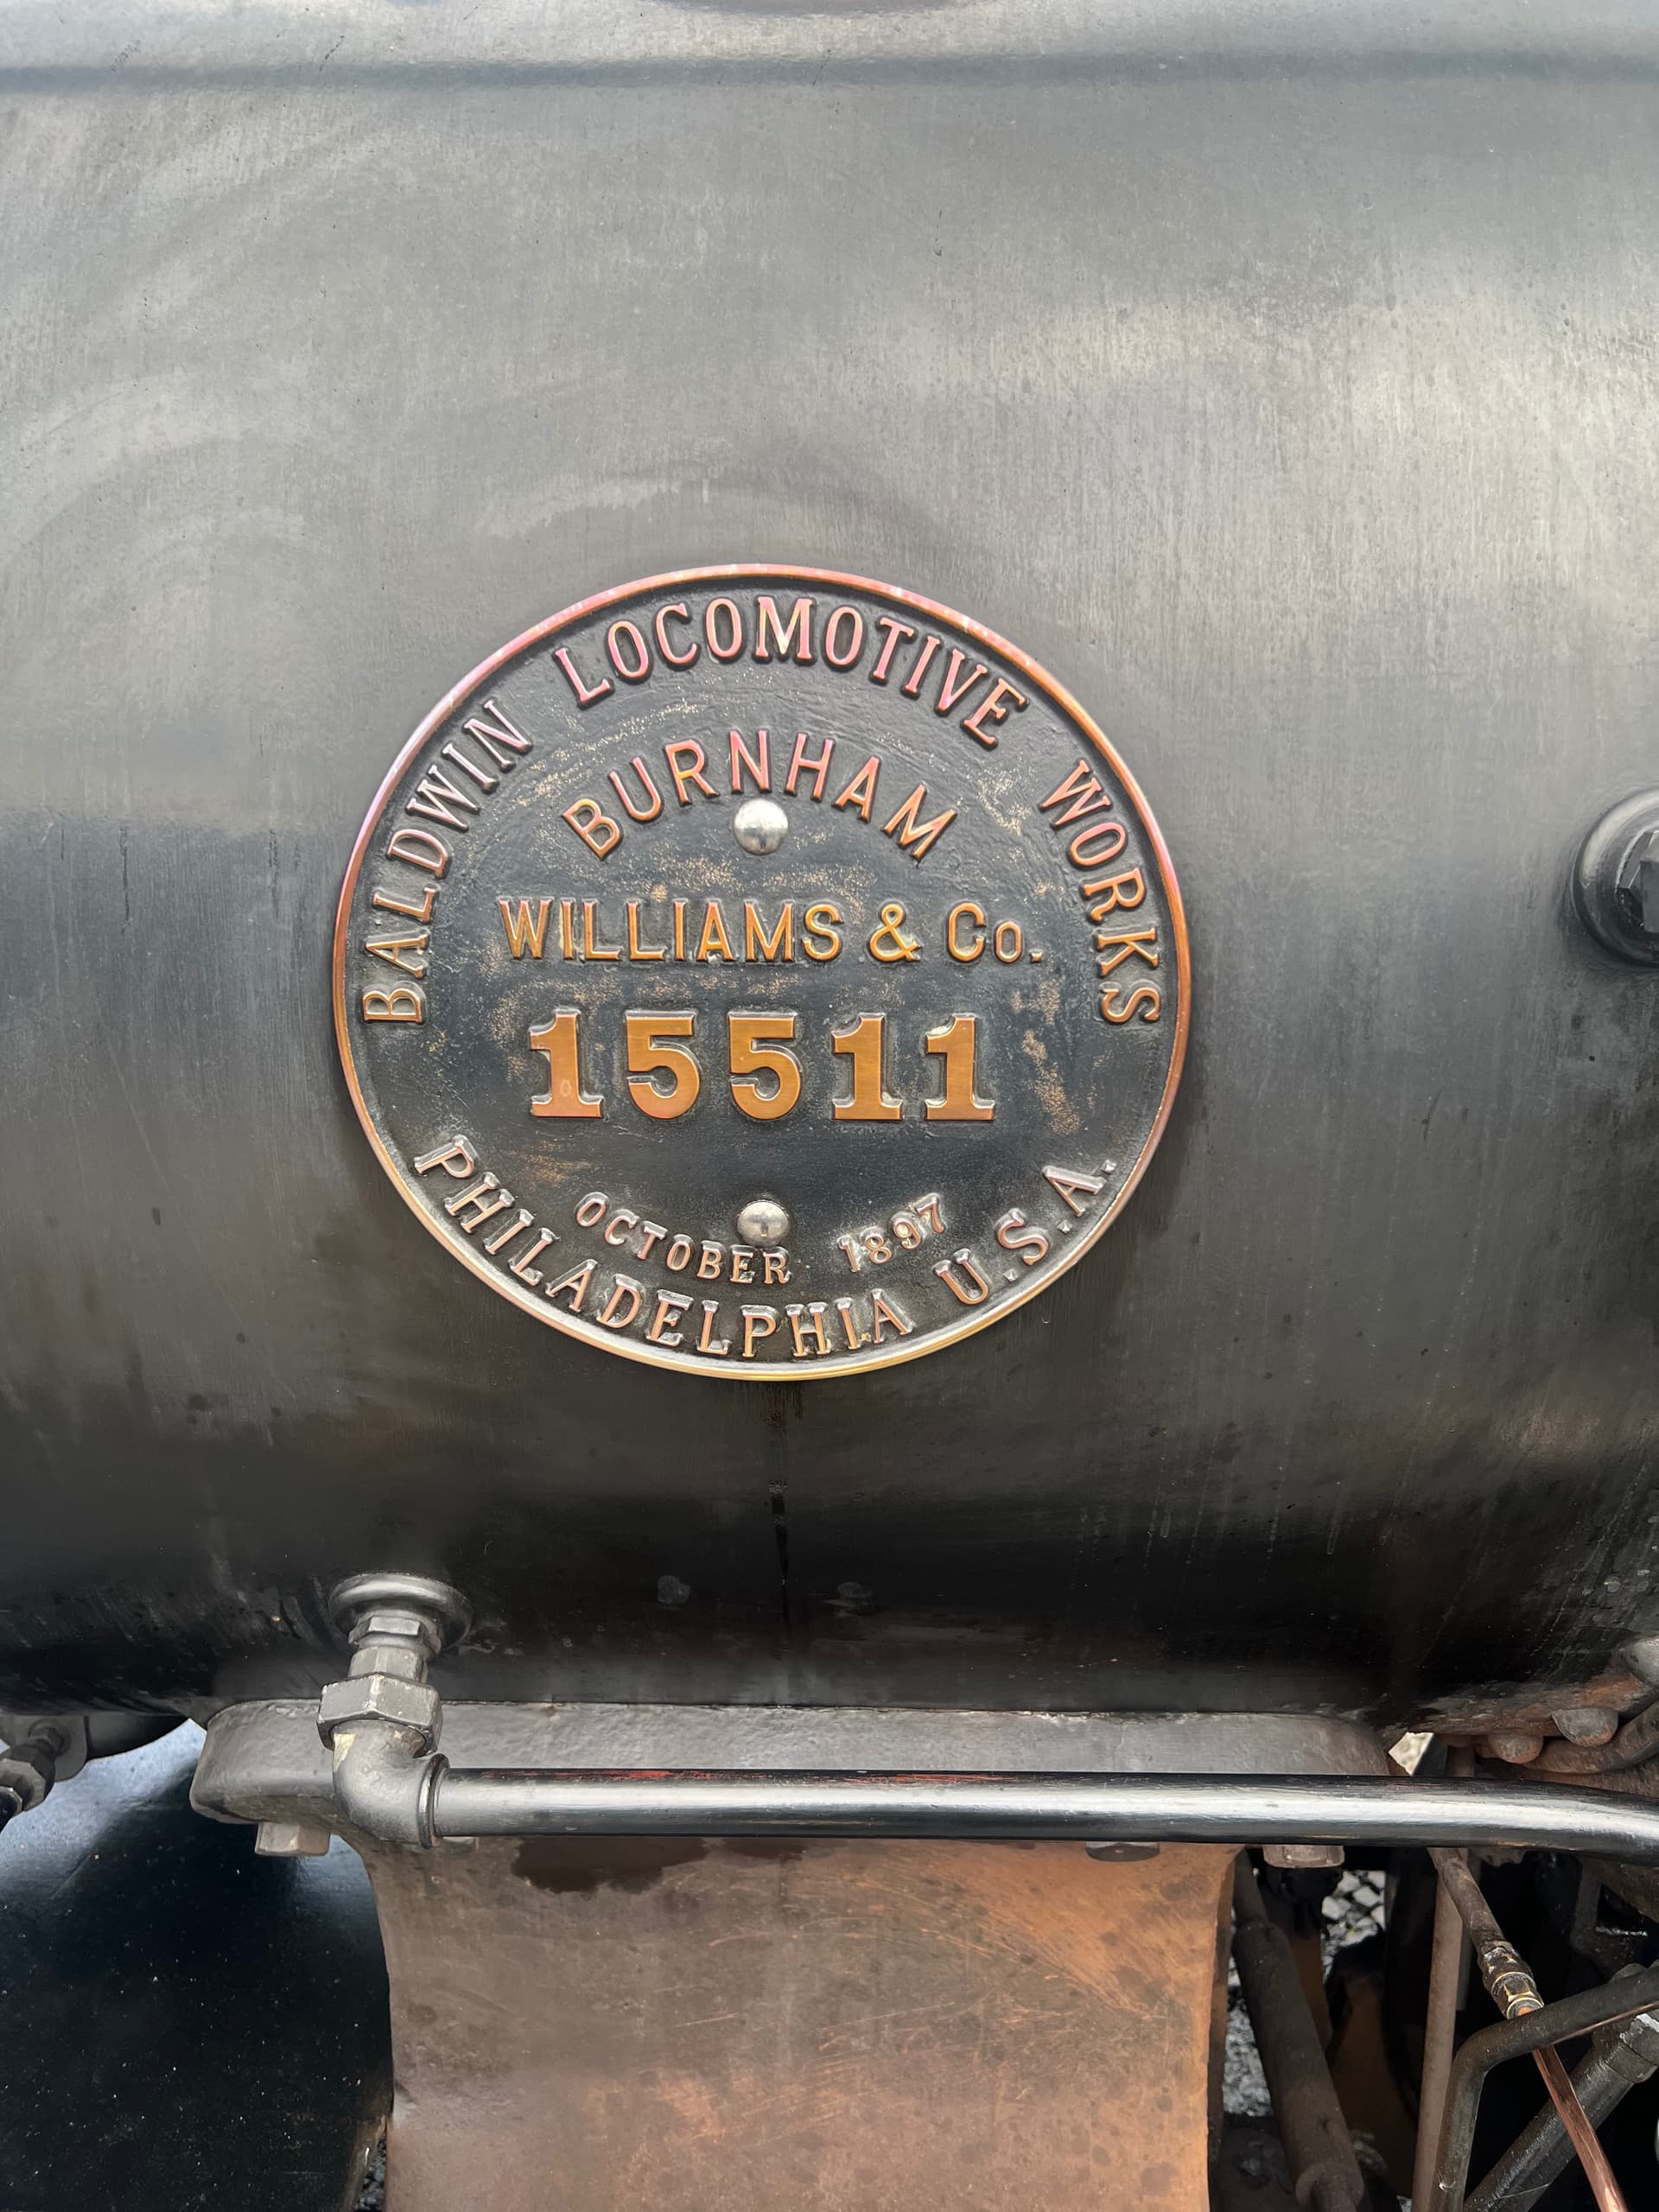 BALDWIN LOCOMOTIVE WORKS
BURNHAM
WILLIAMS & Co.
15511
OCTOBER 1897
PHILADELPHIA U.S.A.